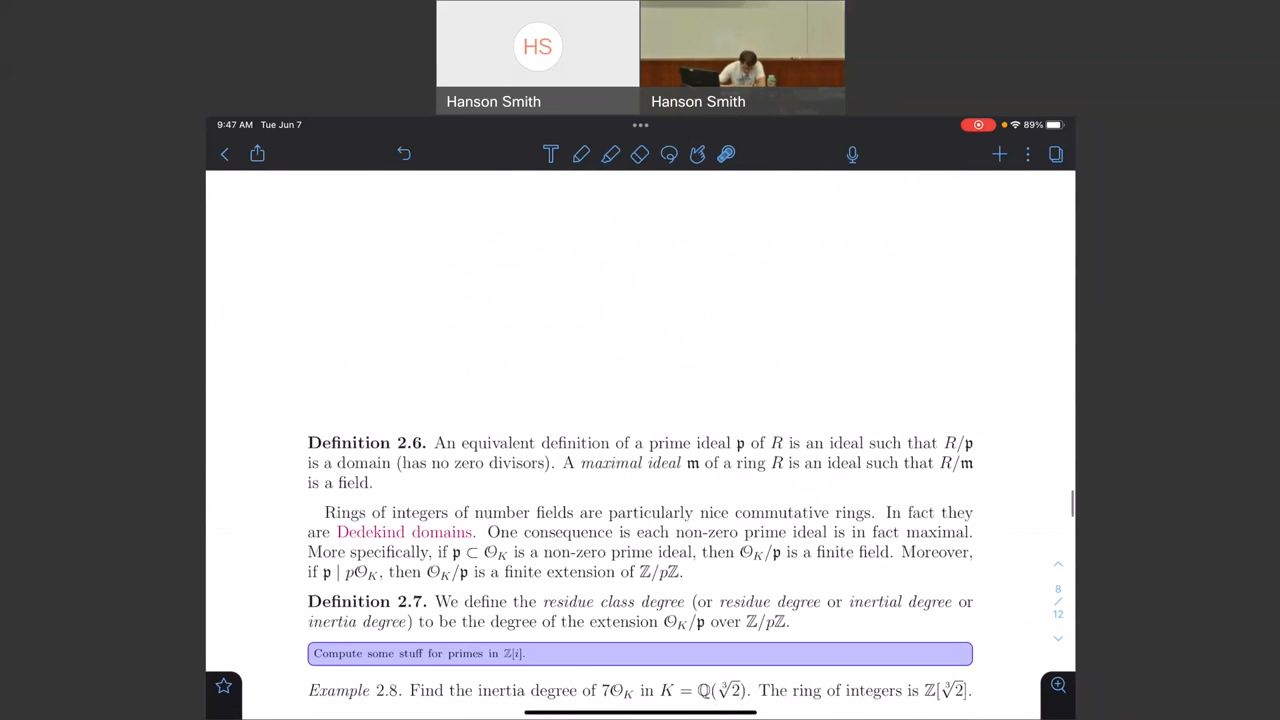 HS
Hanson Smith
Hanson Smith
9:47 AM Tue Jun 7
89%
Definition 2.6. An equivalent definition of a prime ideal 𝔭 of R is an ideal such that R/𝔭
is a domain (has no zero divisors). A maximal ideal 𝔪 of a ring R is an ideal such that R/𝔪
is a field.
Rings of integers of number fields are particularly nice commutative rings. In fact they
are Dedekind domains. One consequence is each non-zero prime ideal is in fact maximal.
More specifically, if 𝔭 ⊂ 𝒪_K is a non-zero prime ideal, then 𝒪_K/𝔭 is a finite field. Moreover,
if 𝔭 | p𝒪_K, then 𝒪_K/𝔭 is a finite extension of ℤ/pℤ.
Definition 2.7. We define the residue class degree (or residue degree or inertial degree or
inertia degree) to be the degree of the extension 𝒪_K/𝔭 over ℤ/pℤ.
Compute some stuff for primes in ℤ[i].
Example 2.8. Find the inertia degree of 7𝒪_K in K = ℚ(∛2). The ring of integers is ℤ[∛2].
8
/
12